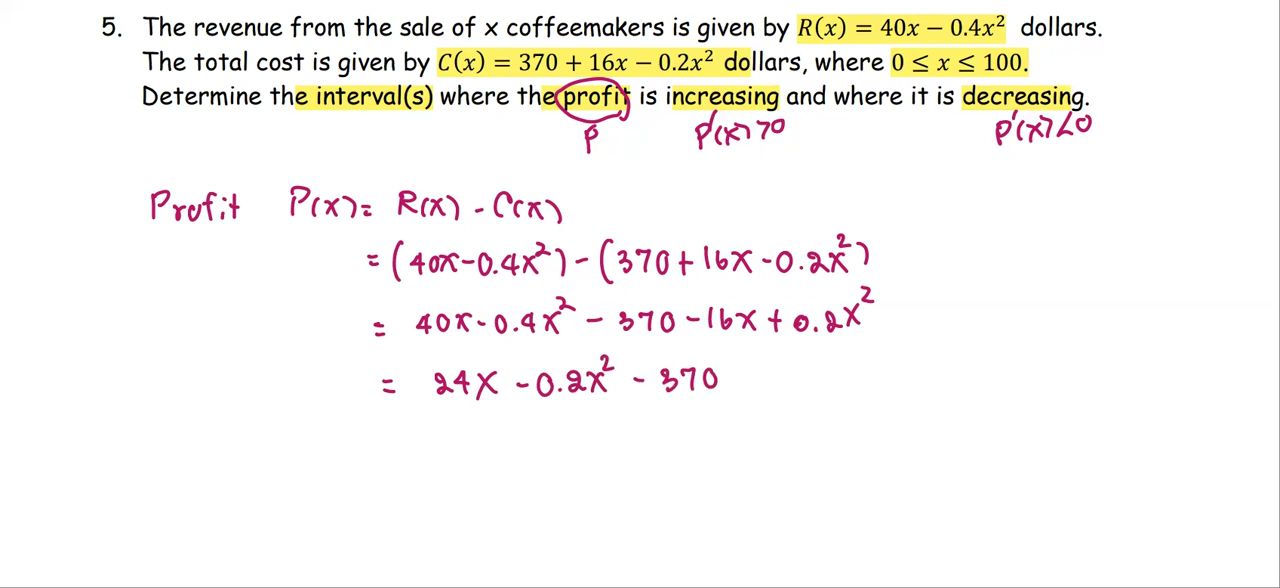 5. The revenue from the sale of x coffeemakers is given by R(x) = 40x − 0.4x² dollars.
The total cost is given by C(x) = 370 + 16x − 0.2x² dollars, where 0 ≤ x ≤ 100.
Determine the interval(s) where the profit is increasing and where it is decreasing.
P P'(x)>0 P'(x)<0
Profit P(x) = R(x) - C(x)
= (40x-0.4x²) - (370+16x-0.2x²)
= 40x-0.4x² - 370-16x+0.2x²
= 24x -0.2x² - 370